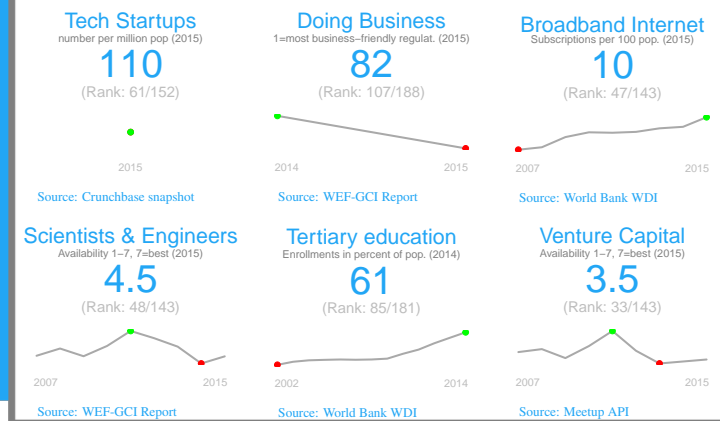 Tech Startups
number per million pop (2015)
110
(Rank: 61/152)
2015
Source: Crunchbase snapshot
Doing Business
1=most business−friendly regulat. (2015)
82
(Rank: 107/188)
2014 2015
Source: WEF-GCI Report
Broadband Internet
Subscriptions per 100 pop. (2015)
10
(Rank: 47/143)
2007 2015
Source: World Bank WDI
Scientists & Engineers
Availability 1−7, 7=best (2015)
4.5
(Rank: 48/143)
2007 2015
Source: WEF-GCI Report
Tertiary education
Enrollments in percent of pop. (2014)
61
(Rank: 85/181)
2002 2014
Source: World Bank WDI
Venture Capital
Availability 1−7, 7=best (2015)
3.5
(Rank: 33/143)
2007 2015
Source: Meetup API